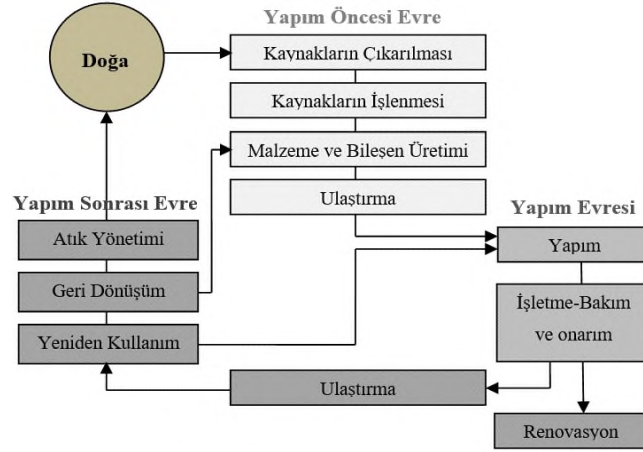 Yapım Öncesi Evre
Doğa
Kaynakların Çıkarılması
Kaynakların İşlenmesi
Malzeme ve Bileşen Üretimi
Ulaştırma
Yapım Sonrası Evre
Atık Yönetimi
Geri Dönüşüm
Yeniden Kullanım
Yapım Evresi
Yapım
İşletme-Bakım
ve onarım
Ulaştırma
Renovasyon